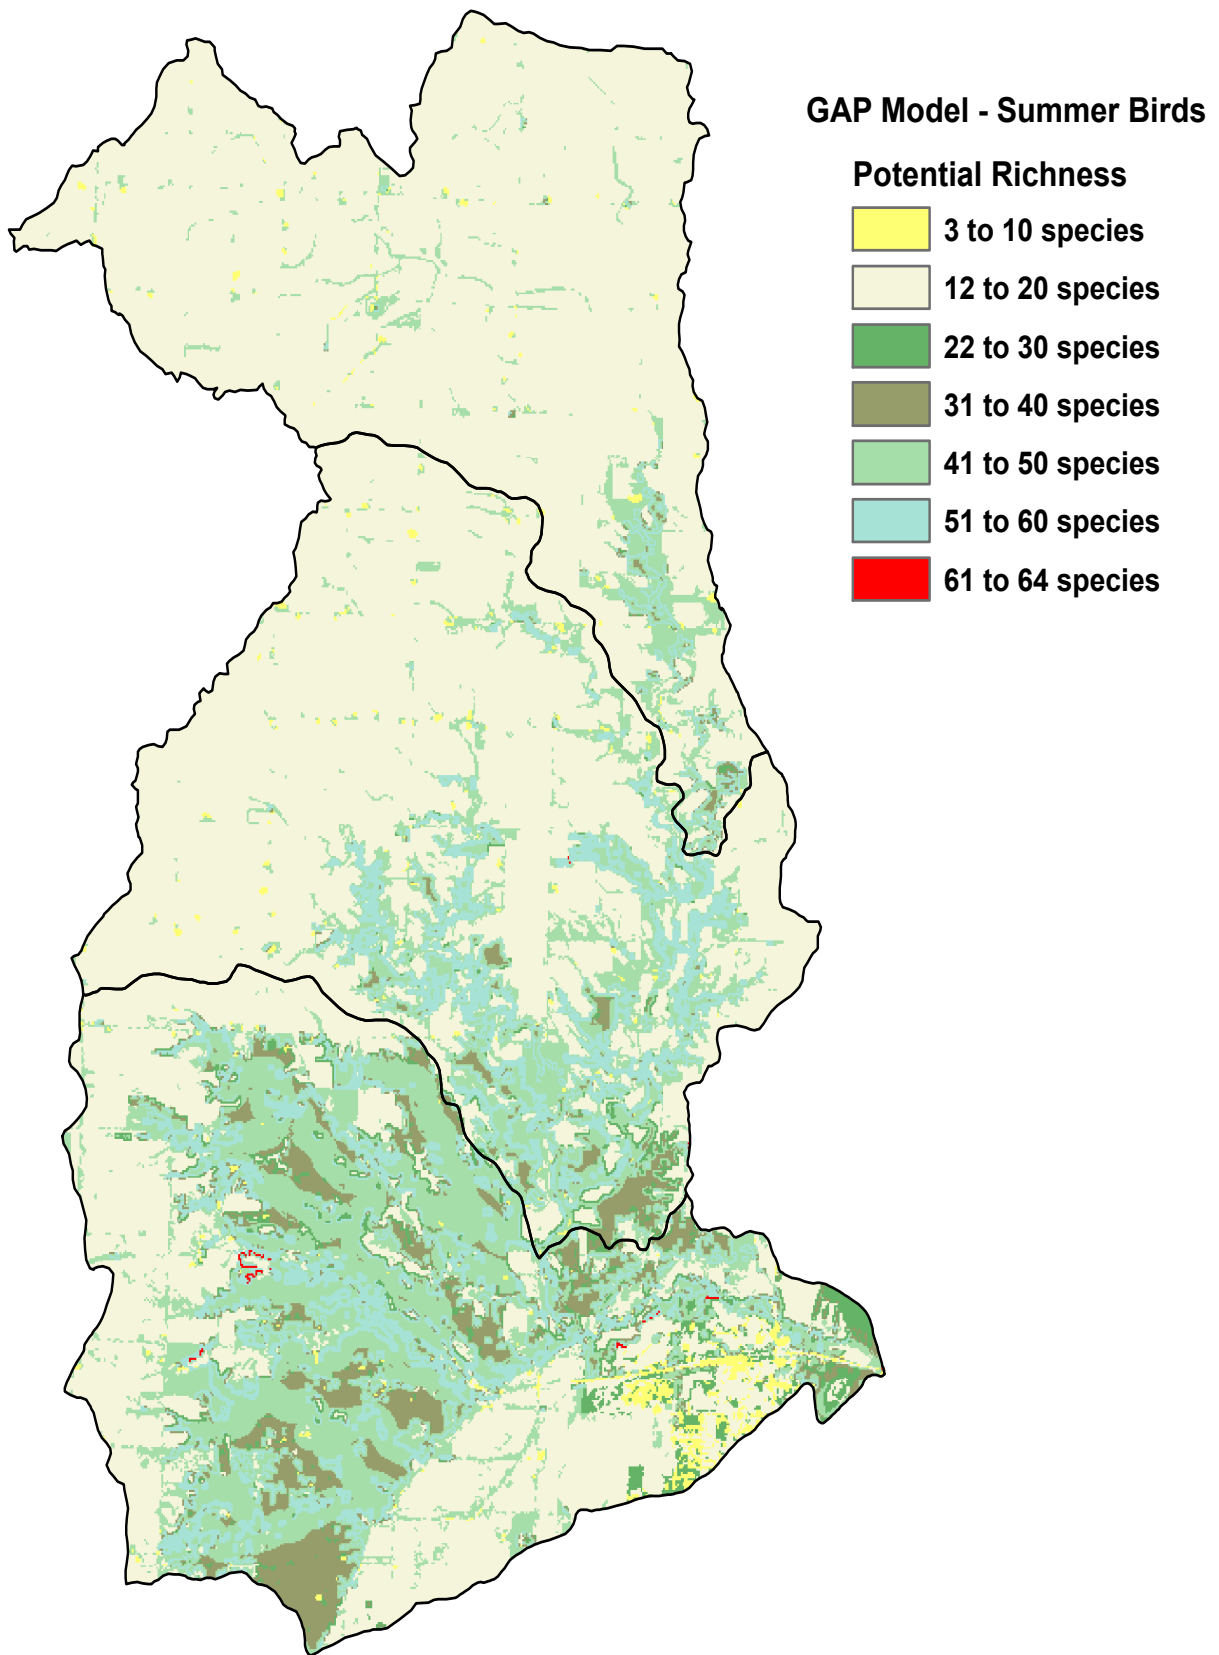 GAP Model - Summer Birds
Potential Richness
3 to 10 species
12 to 20 species
22 to 30 species
31 to 40 species
41 to 50 species
51 to 60 species
61 to 64 species